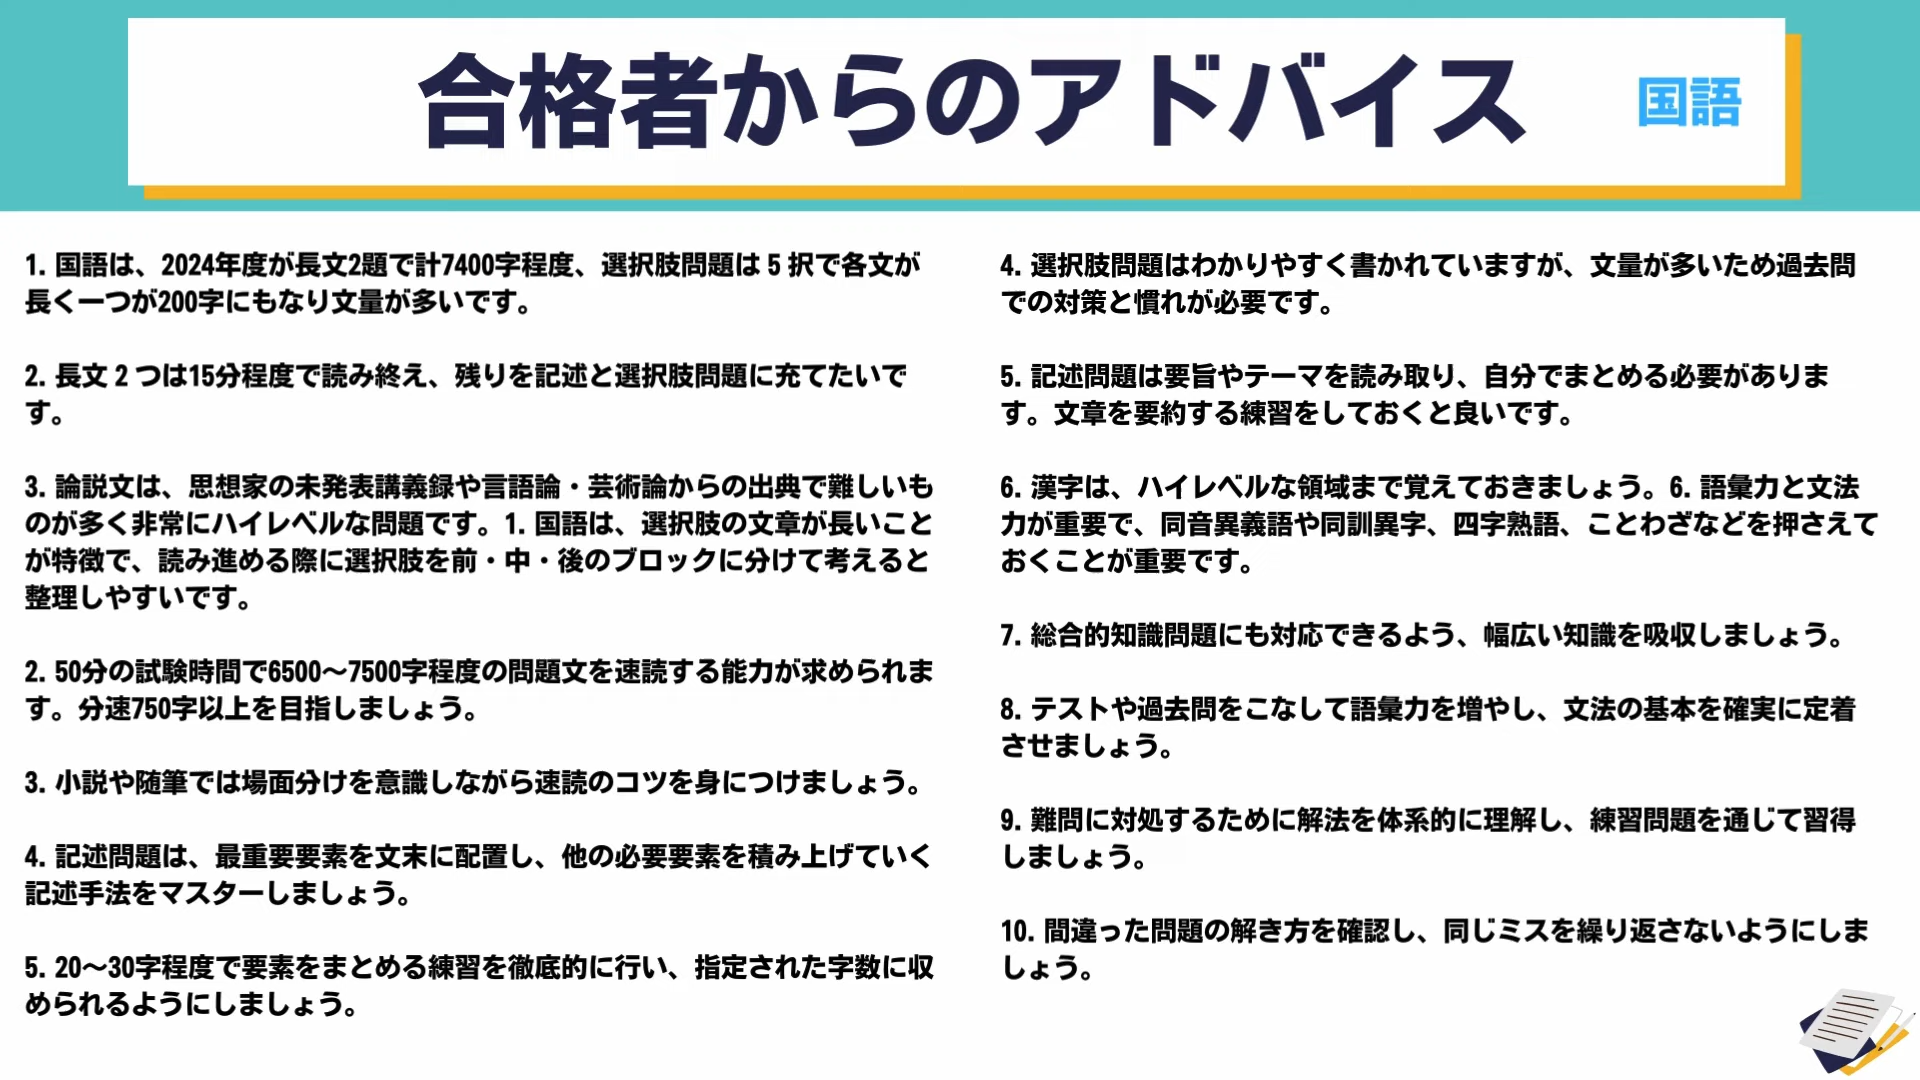 合格者からのアドバイス
国語
1. 国語は、2024年度が長文2題で計7400字程度、選択肢問題は 5 択で各文が
長く一つが200字にもなり文量が多いです。
2. 長文 2 つは15分程度で読み終え、残りを記述と選択肢問題に充てたいで
す。
3. 論説文は、思想家の未発表講義録や言語論・芸術論からの出典で難しいも
のが多く非常にハイレベルな問題です。1. 国語は、選択肢の文章が長いこと
が特徴で、読み進める際に選択肢を前・中・後のブロックに分けて考えると
整理しやすいです。
2. 50分の試験時間で6500〜7500字程度の問題文を速読する能力が求められま
す。分速750字以上を目指しましょう。
3. 小説や随筆では場面分けを意識しながら速読のコツを身につけましょう。
4. 記述問題は、最重要要素を文末に配置し、他の必要要素を積み上げていく
記述手法をマスターしましょう。
5. 20〜30字程度で要素をまとめる練習を徹底的に行い、指定された字数に収
められるようにしましょう。
4. 選択肢問題はわかりやすく書かれていますが、文量が多いため過去問
での対策と慣れが必要です。
5. 記述問題は要旨やテーマを読み取り、自分でまとめる必要がありま
す。文章を要約する練習をしておくと良いです。
6. 漢字は、ハイレベルな領域まで覚えておきましょう。6. 語彙力と文法
力が重要で、同音異義語や同訓異字、四字熟語、ことわざなどを押さえて
おくことが重要です。
7. 総合的知識問題にも対応できるよう、幅広い知識を吸収しましょう。
8. テストや過去問をこなして語彙力を増やし、文法の基本を確実に定着
させましょう。
9. 難問に対処するために解法を体系的に理解し、練習問題を通じて習得
しましょう。
10. 間違った問題の解き方を確認し、同じミスを繰り返さないようにしま
しょう。